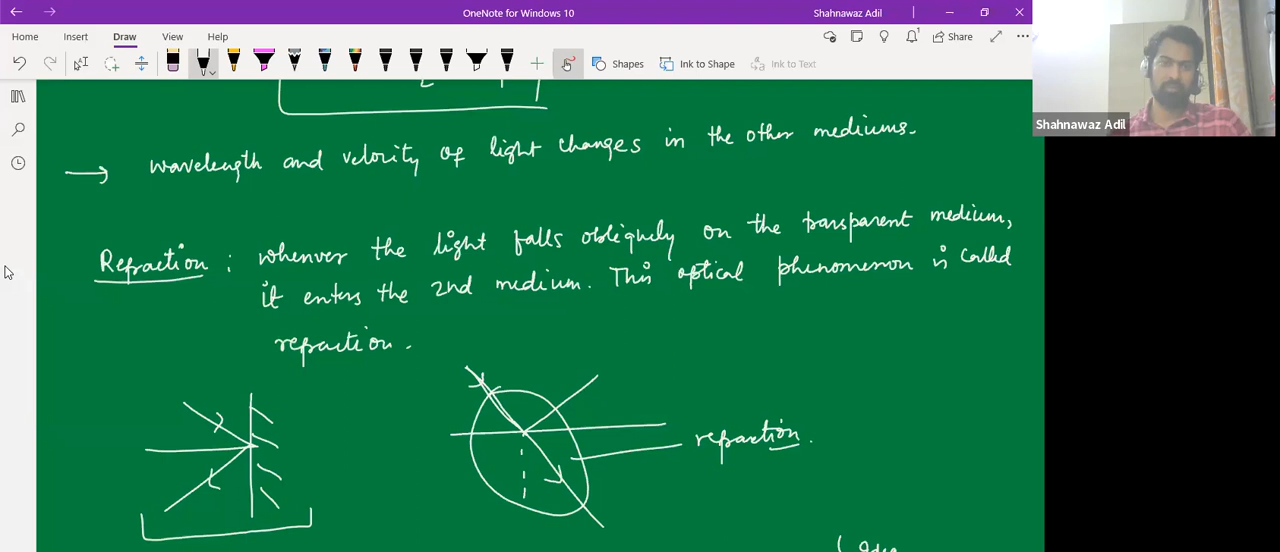 OneNote for Windows 10
Shahnawaz Adil
Home Insert Draw View Help
Share
Shapes
Ink to Shape
Ink to Text
Shahnawaz Adil
→ wavelength and velocity of light changes in the other mediums.
Refraction : whenever the light falls obliquely on the transparent medium,
it enters the 2nd medium. This optical phenomenon is called
refraction.
refraction.